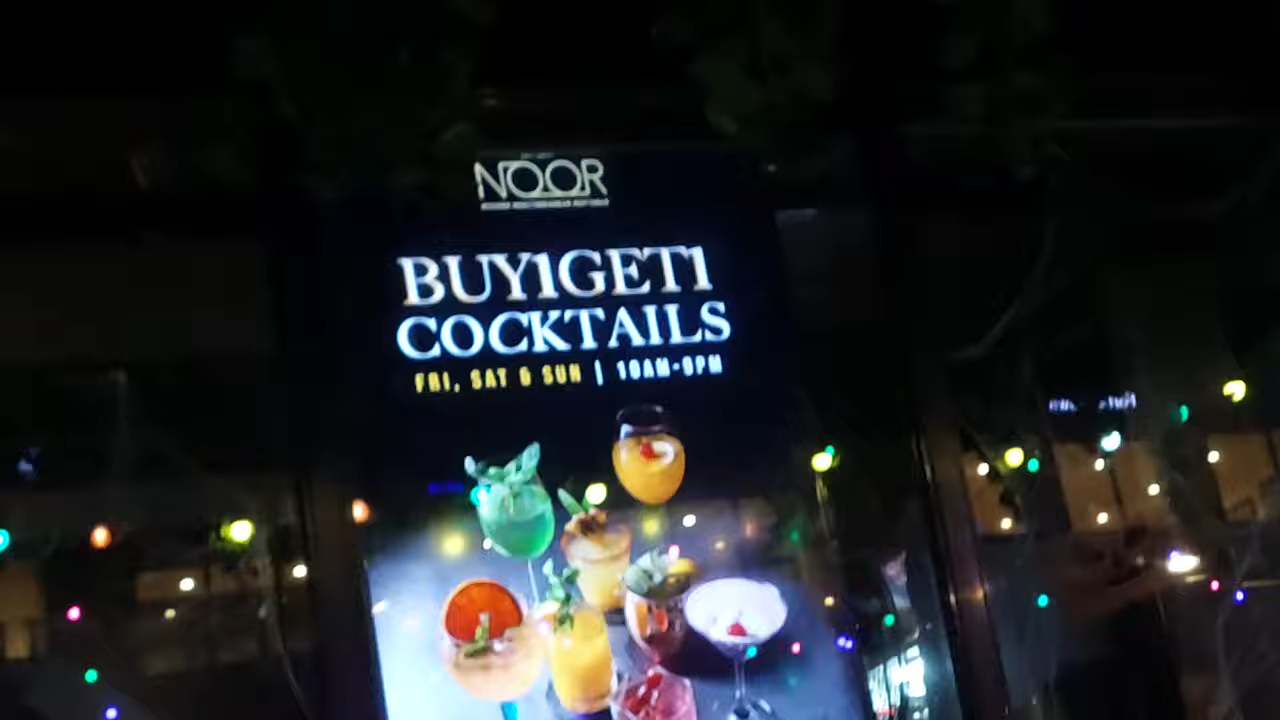 NOOR
BUY1GET1
COCKTAILS
FRI, SAT & SUN | 10AM-9PM